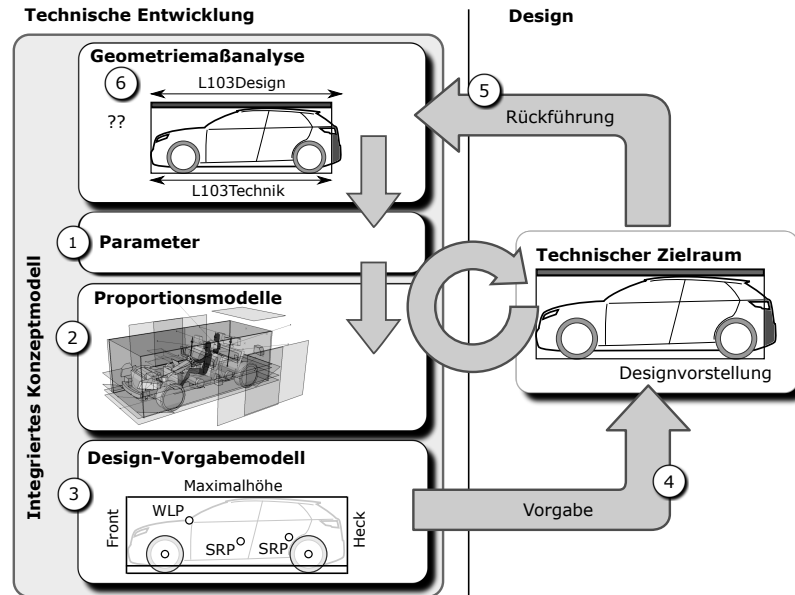 Technische Entwicklung
Design
Integriertes Konzeptmodell
Geometriemaßanalyse
6
L103Design
??
L103Technik
5
Rückführung
1
Parameter
Technischer Zielraum
Designvorstellung
2
Proportionsmodelle
Design-Vorgabemodell
3
Maximalhöhe
Front
WLP
SRP
SRP
Heck
4
Vorgabe